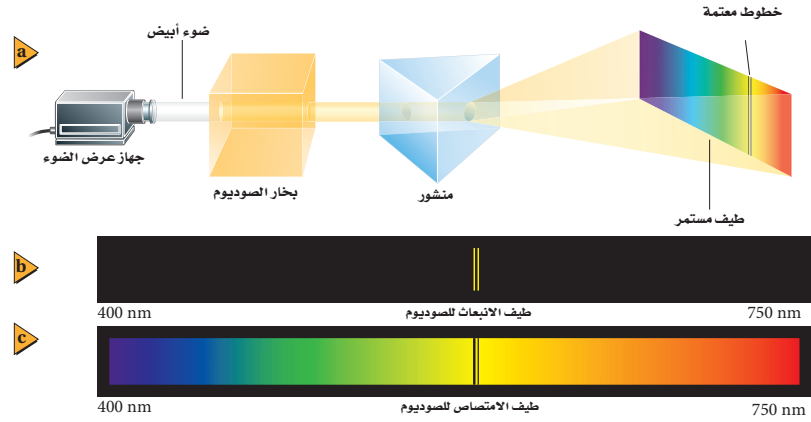 خطوط معتمة
ضوء أبيض
a
جهاز عرض الضوء
بخار الصوديوم
منشور
طيف مستمر
b
400 nm طيف الانبعاث للصوديوم 750 nm
c
400 nm طيف الامتصاص للصوديوم 750 nm